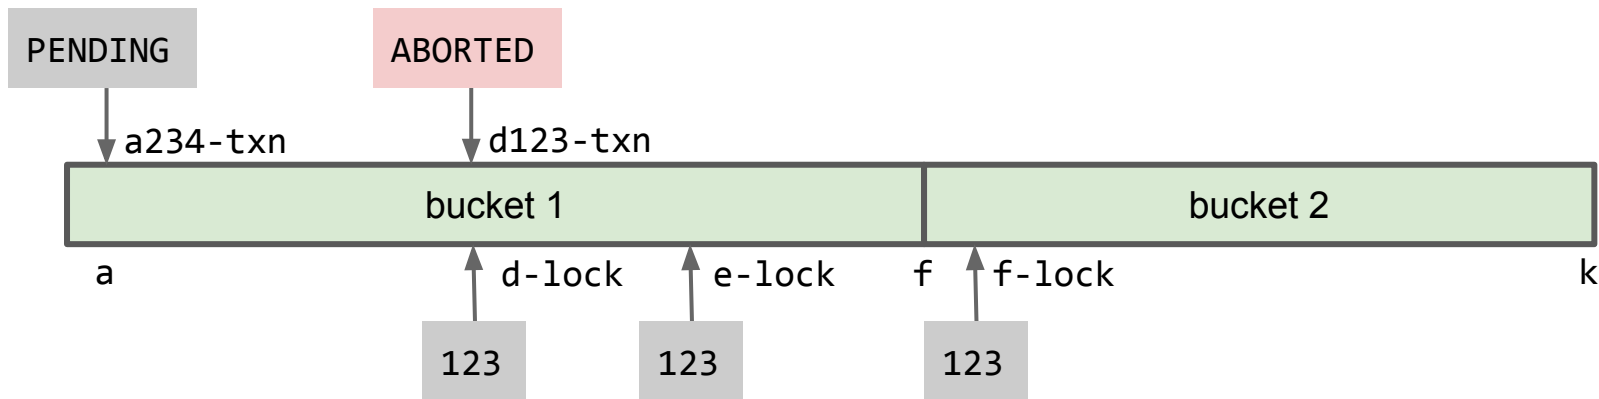 PENDING
ABORTED
a234-txn
d123-txn
bucket 1
bucket 2
a
d-lock
e-lock
f
f-lock
k
123
123
123